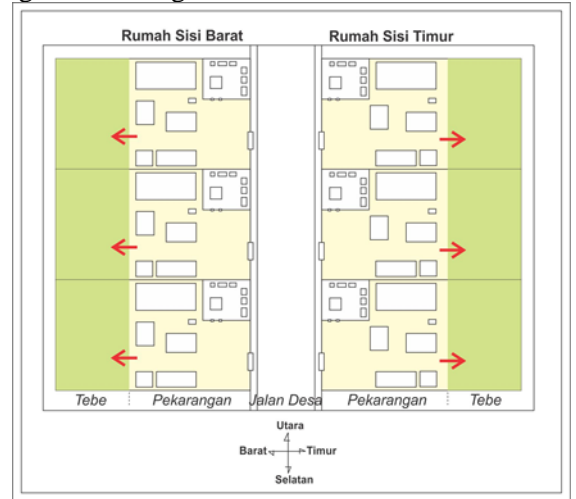 Rumah Sisi Barat Rumah Sisi Timur
Tebe Pekarangan Jalan Desa Pekarangan Tebe
Utara
Barat Timur
Selatan